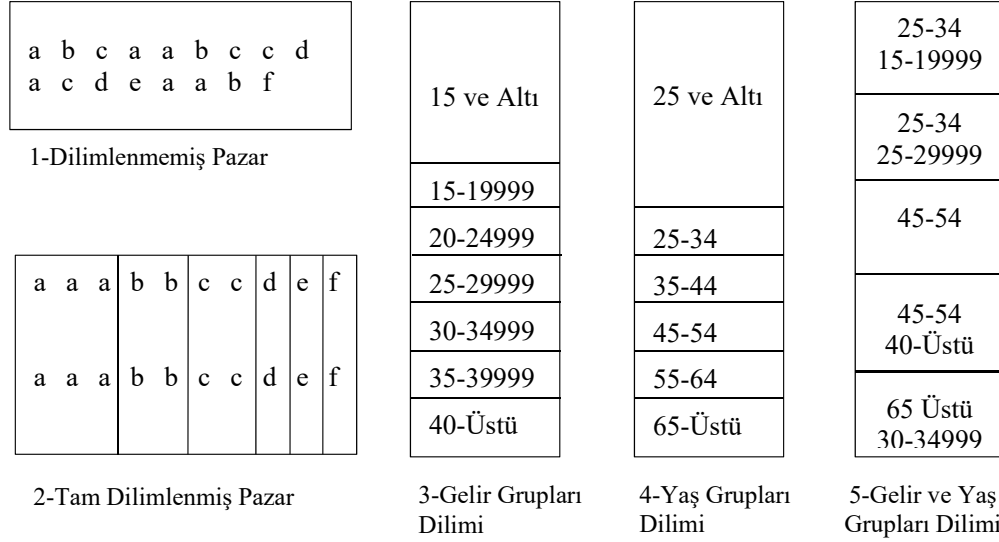 a b c a a b c c d
a c d e a a b f
1-Dilimlenmemiş Pazar
a a a b b c c d e f
a a a b b c c d e f
2-Tam Dilimlenmiş Pazar
15 ve Altı
15-19999
20-24999
25-29999
30-34999
35-39999
40-Üstü
3-Gelir Grupları
Dilimi
25 ve Altı
25-34
35-44
45-54
55-64
65-Üstü
4-Yaş Grupları
Dilimi
25-34
15-19999
25-34
25-29999
45-54
45-54
40-Üstü
65 Üstü
30-34999
5-Gelir ve Yaş
Grupları Dilimi